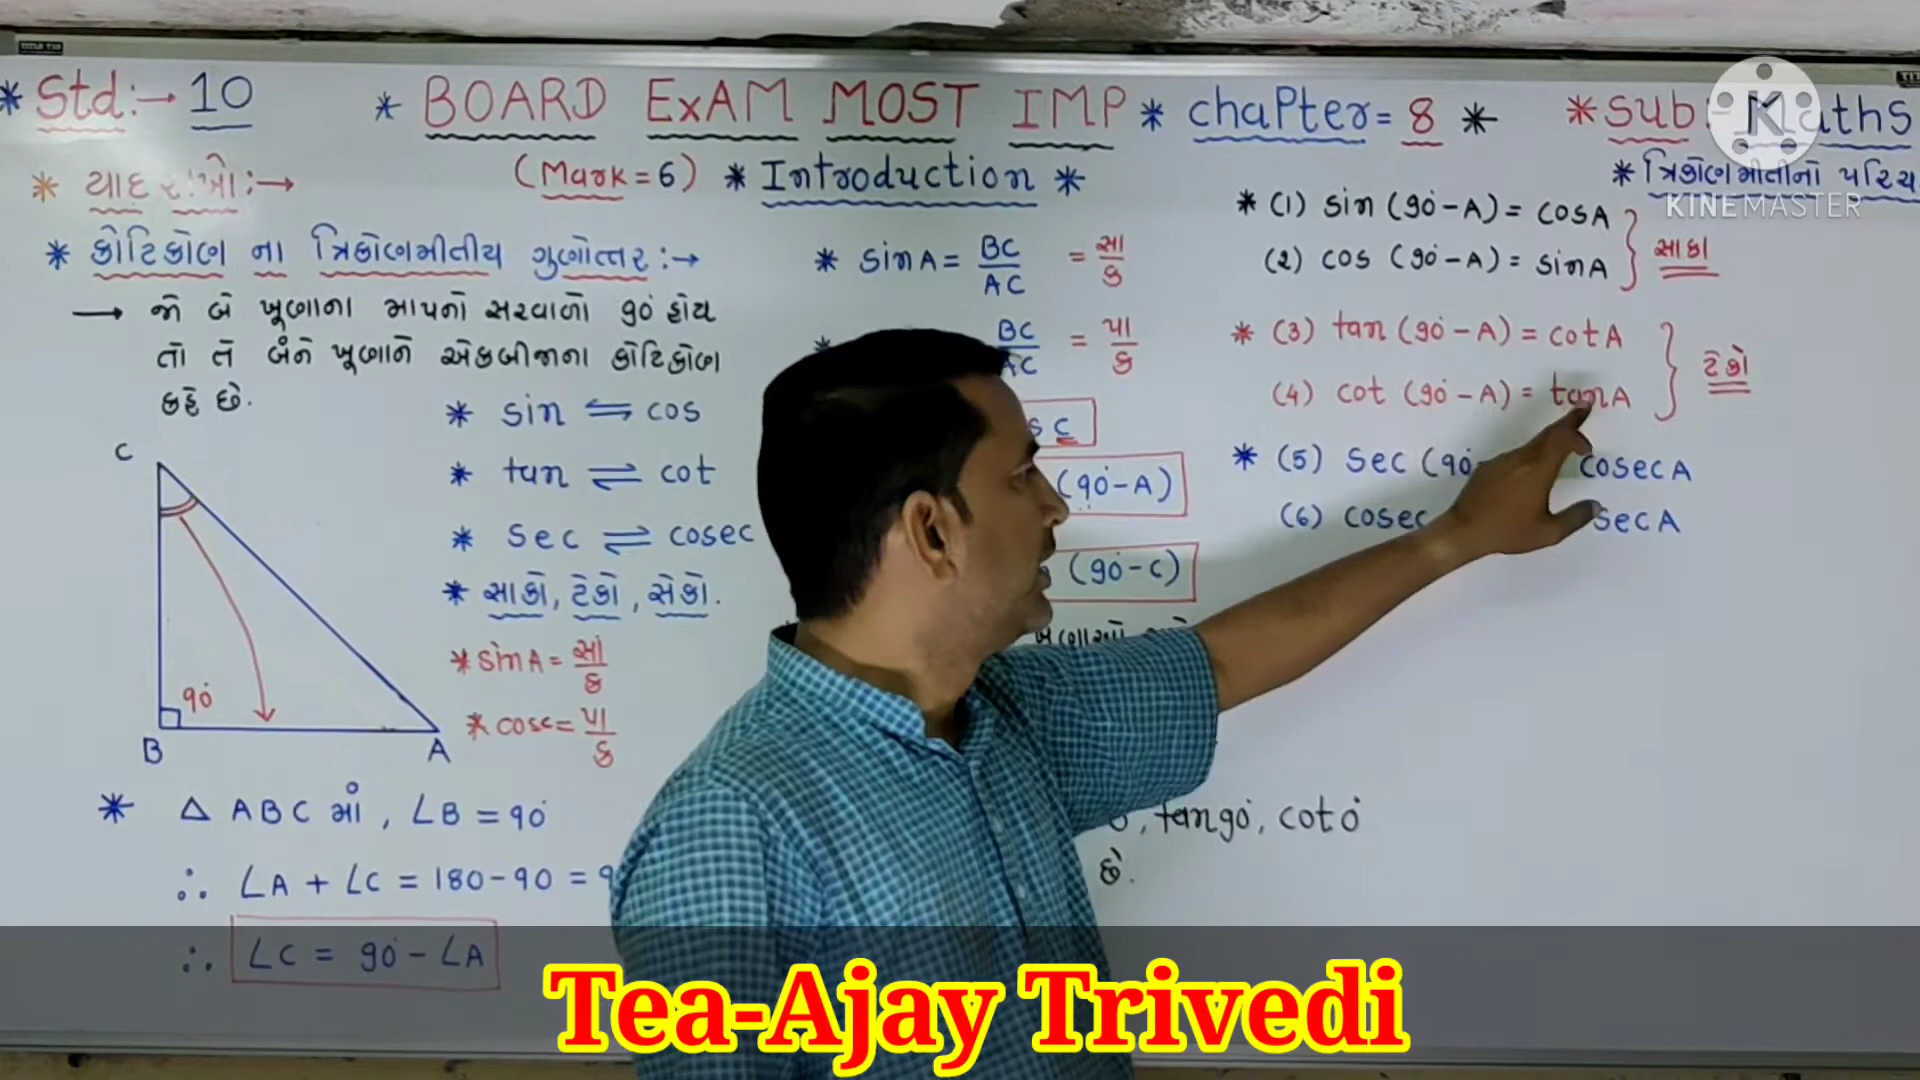 * Std:→ 10 * BOARD ExAM MOST IMP * chaPter= 8 * * Sub:- Maths
* યાદ રાખો :→ (Mark=6) * Introduction * * ત્રિકોણમીતીનો પરિચય
KINEMASTER
* કોટિકોણ ના ત્રિકોણમીતીય ગુણોત્તર :→
→ જો બે ખૂણાના માપનો સરવાળો 90° હોય
તો તે બંને ખૂણાને એકબીજાના કોટિકોણ
કહે છે.
* sin ⇌ cos
* tan ⇌ cot
* Sec ⇌ cosec
* સાકો, ટેકો, સેકો.
* sinA = સા/ક
* cosc = પા/ક
C
90°
B A
* △ ABC માં, ∠B = 90°
∴ ∠A + ∠C = 180-90 = 9
∴ ∠C = 90° - ∠A
* sinA = BC/AC = સા/ક
BC/AC = પા/ક
c
(90°-A)
(90°-C)
, tan90°, cot0°
છે.
* (1) sin (90°-A) = cosA
(2) cos (90°-A) = sinA } સાકો
* (3) tan (90°-A) = cotA
(4) cot (90°-A) = tanA } ટેકો
* (5) Sec (90° cosecA
(6) cosec SecA
Tea-Ajay Trivedi